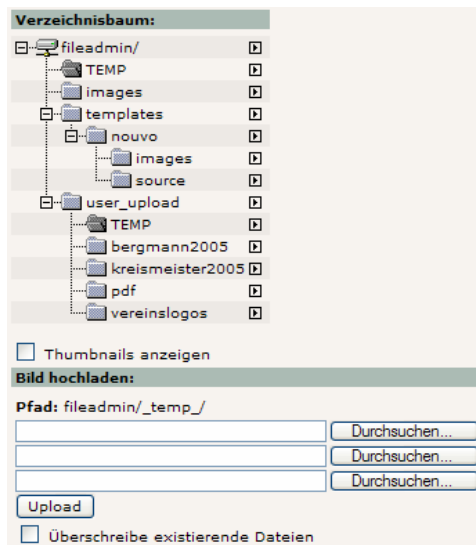 Verzeichnisbaum:
fileadmin/
TEMP
images
templates
nouvo
images
source
user_upload
TEMP
bergmann2005
kreismeister2005
pdf
vereinslogos
Thumbnails anzeigen
Bild hochladen:
Pfad: fileadmin/_temp_/
Durchsuchen...
Durchsuchen...
Durchsuchen...
Upload
Überschreibe existierende Dateien